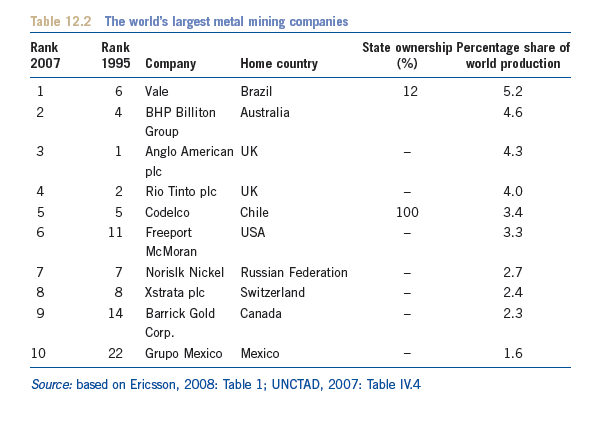 Table 12.2 The world's largest metal mining companies
Rank Rank State ownership Percentage share of
2007 1995 Company Home country (%) world production
1 6 Vale Brazil 12 5.2
2 4 BHP Billiton Australia 4.6
Group
3 1 Anglo American UK – 4.3
plc
4 2 Rio Tinto plc UK – 4.0
5 5 Codelco Chile 100 3.4
6 11 Freeport USA – 3.3
McMoran
7 7 Norislk Nickel Russian Federation – 2.7
8 8 Xstrata plc Switzerland – 2.4
9 14 Barrick Gold Canada – 2.3
Corp.
10 22 Grupo Mexico Mexico – 1.6
Source: based on Ericsson, 2008: Table 1; UNCTAD, 2007: Table IV.4